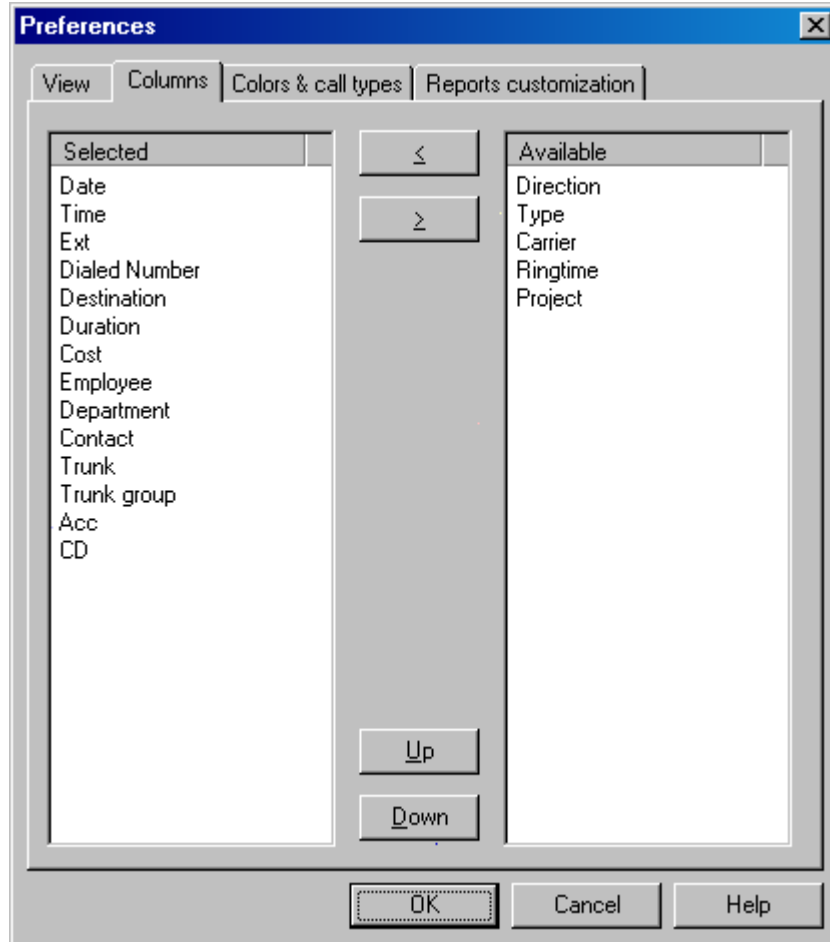 Preferences
View Columns Colors & call types Reports customization
Selected
Date
Time
Ext
Dialed Number
Destination
Duration
Cost
Employee
Department
Contact
Trunk
Trunk group
Acc
CD
<
>
Up
Down
Available
Direction
Type
Carrier
Ringtime
Project
OK Cancel Help